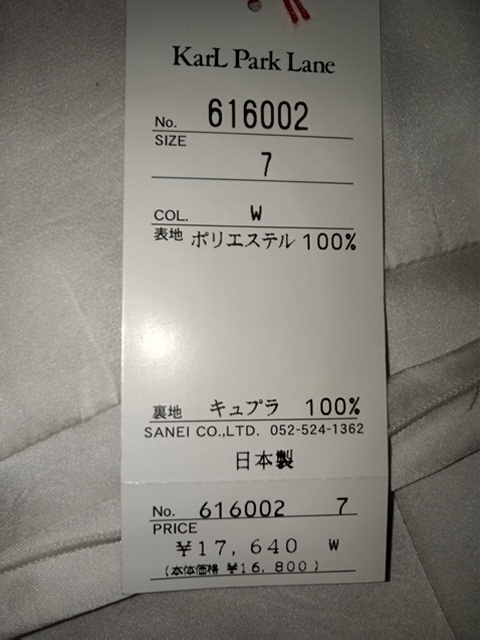 KarL Park Lane
No. 616002
SIZE
7
COL. W
表地 ポリエステル 100%
裏地 キュプラ 100%
SANEI CO.,LTD. 052-524-1362
日本製
No. 616002 7
PRICE
¥17,640 W
(本体価格 ¥16,800)